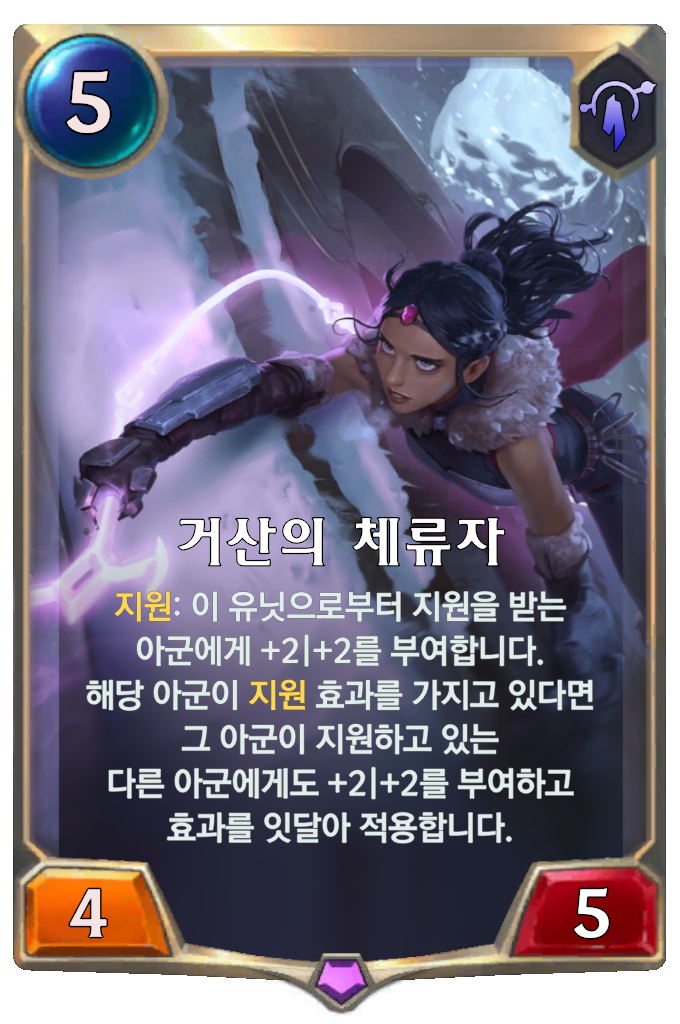 5
거산의 체류자
지원: 이 유닛으로부터 지원을 받는
아군에게 +2|+2를 부여합니다.
해당 아군이 지원 효과를 가지고 있다면
그 아군이 지원하고 있는
다른 아군에게도 +2|+2를 부여하고
효과를 잇달아 적용합니다.
4
5